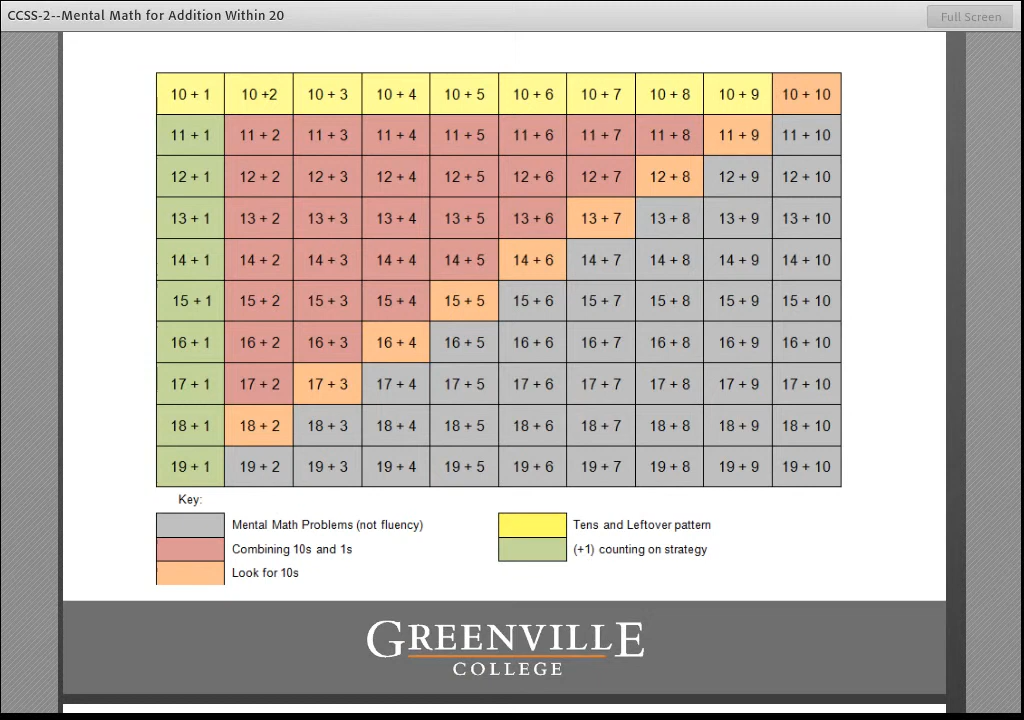 CCSS-2--Mental Math for Addition Within 20
Full Screen
10 + 1 10 +2 10 + 3 10 + 4 10 + 5 10 + 6 10 + 7 10 + 8 10 + 9 10 + 10
11 + 1 11 + 2 11 + 3 11 + 4 11 + 5 11 + 6 11 + 7 11 + 8 11 + 9 11 + 10
12 + 1 12 + 2 12 + 3 12 + 4 12 + 5 12 + 6 12 + 7 12 + 8 12 + 9 12 + 10
13 + 1 13 + 2 13 + 3 13 + 4 13 + 5 13 + 6 13 + 7 13 + 8 13 + 9 13 + 10
14 + 1 14 + 2 14 + 3 14 + 4 14 + 5 14 + 6 14 + 7 14 + 8 14 + 9 14 + 10
15 + 1 15 + 2 15 + 3 15 + 4 15 + 5 15 + 6 15 + 7 15 + 8 15 + 9 15 + 10
16 + 1 16 + 2 16 + 3 16 + 4 16 + 5 16 + 6 16 + 7 16 + 8 16 + 9 16 + 10
17 + 1 17 + 2 17 + 3 17 + 4 17 + 5 17 + 6 17 + 7 17 + 8 17 + 9 17 + 10
18 + 1 18 + 2 18 + 3 18 + 4 18 + 5 18 + 6 18 + 7 18 + 8 18 + 9 18 + 10
19 + 1 19 + 2 19 + 3 19 + 4 19 + 5 19 + 6 19 + 7 19 + 8 19 + 9 19 + 10
Key:
Mental Math Problems (not fluency)
Combining 10s and 1s
Look for 10s
Tens and Leftover pattern
(+1) counting on strategy
GREENVILLE
COLLEGE